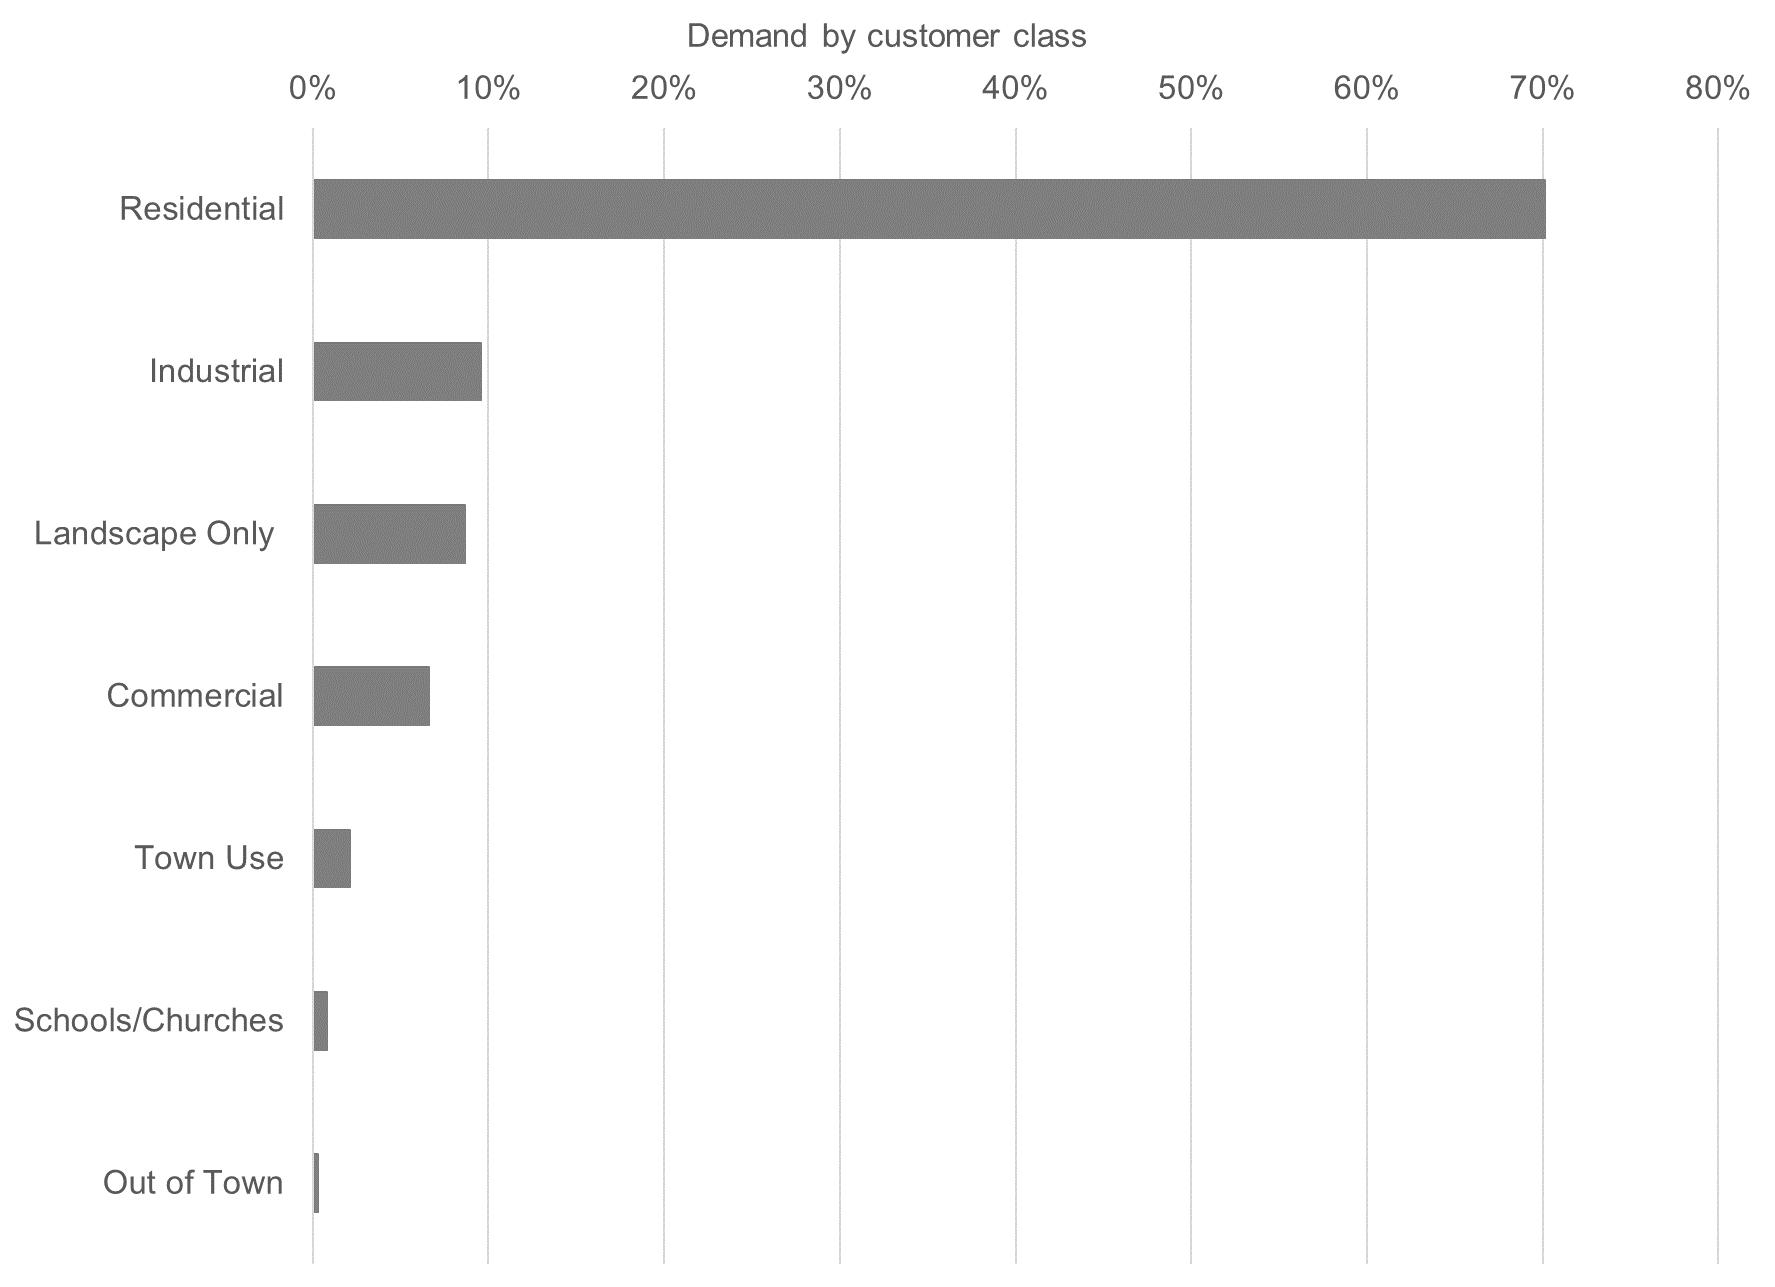 Demand by customer class
0% 10% 20% 30% 40% 50% 60% 70% 80%
Residential
Industrial
Landscape Only
Commercial
Town Use
Schools/Churches
Out of Town